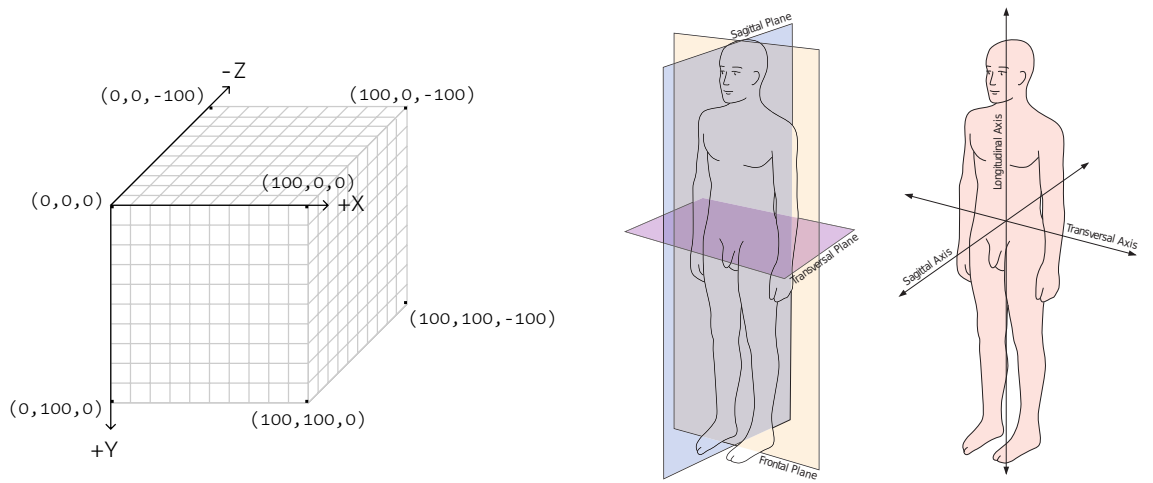 -Z
(0,0,-100)
(100,0,-100)
(0,0,0)
(100,0,0)
+X
(100,100,-100)
(0,100,0)
(100,100,0)
+Y
Sagittal Plane
Transversal Plane
Frontal Plane
Longitudinal Axis
Transversal Axis
Sagittal Axis